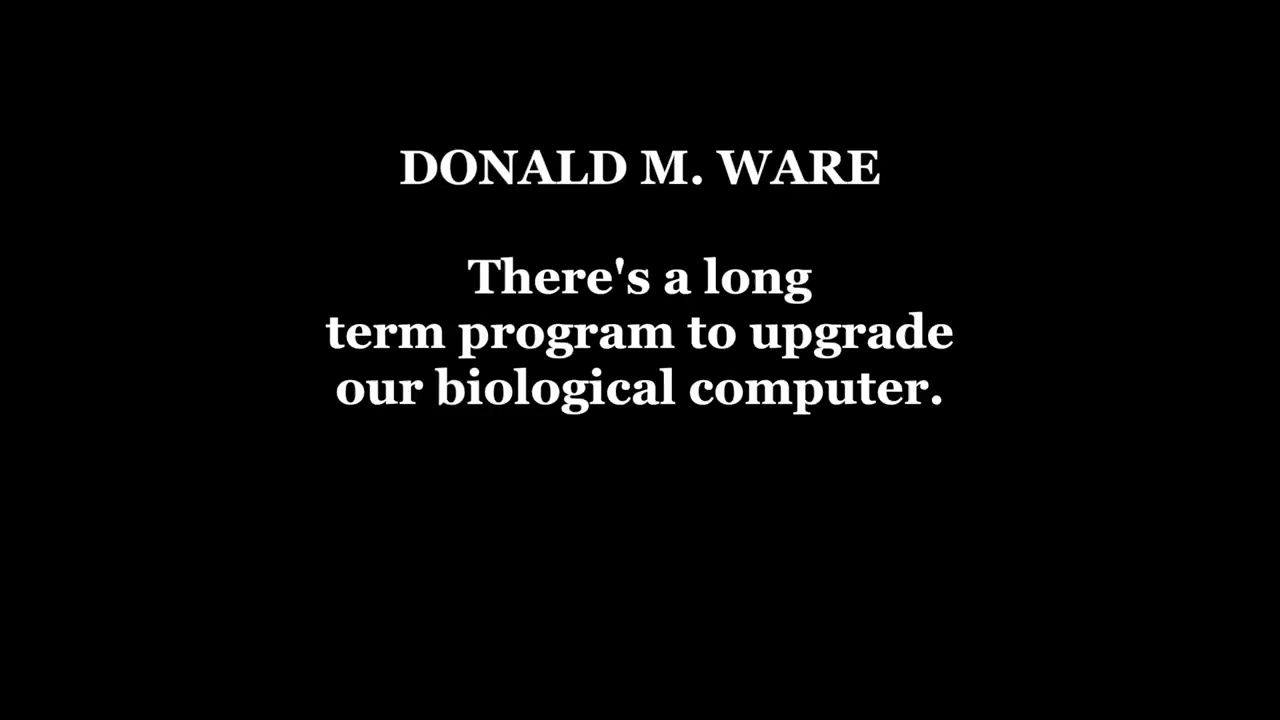 DONALD M. WARE
There's a long
term program to upgrade
our biological computer.